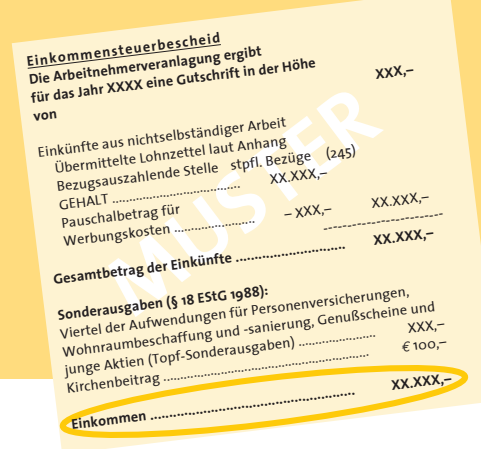 Einkommensteuerbescheid
Die Arbeitnehmerveranlagung ergibt
für das Jahr XXXX eine Gutschrift in der Höhe
von XXX,–
Einkünfte aus nichtselbständiger Arbeit
Übermittelte Lohnzettel laut Anhang
Bezugsauszahlende Stelle stpfl. Bezüge (245)
GEHALT ..................................... XX.XXX,–
Pauschalbetrag für
Werbungskosten ....................... – XXX,– XX.XXX,–
------------------------
Gesamtbetrag der Einkünfte ............................. XX.XXX,–
Sonderausgaben (§ 18 EStG 1988):
Viertel der Aufwendungen für Personenversicherungen,
Wohnraumbeschaffung und -sanierung, Genußscheine und
junge Aktien (Topf-Sonderausgaben) ...................... XXX,–
Kirchenbeitrag ............................................................ € 100,–
Einkommen ..................................................... XX.XXX,–
MUSTER